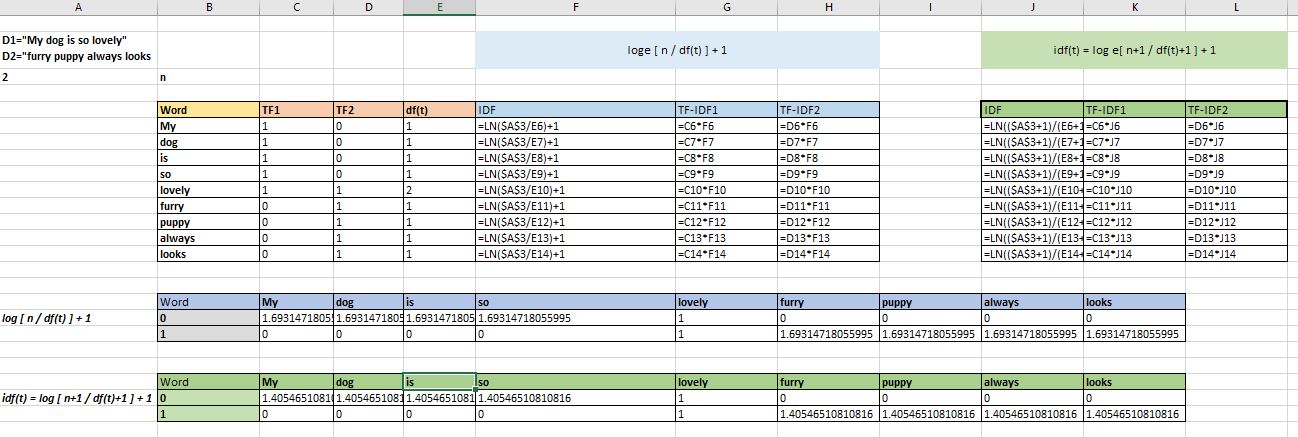 A B C D E F G H I J K L
D1="My dog is so lovely"
D2="furry puppy always looks
loge [ n / df(t) ] + 1 idf(t) = log e[ n+1 / df(t)+1 ] + 1
2 n
Word TF1 TF2 df(t) IDF TF-IDF1 TF-IDF2 IDF TF-IDF1 TF-IDF2
My 1 0 1 =LN($A$3/E6)+1 =C6*F6 =D6*F6 =LN(($A$3+1)/(E6+1 =C6*J6 =D6*J6
dog 1 0 1 =LN($A$3/E7)+1 =C7*F7 =D7*F7 =LN(($A$3+1)/(E7+1 =C7*J7 =D7*J7
is 1 0 1 =LN($A$3/E8)+1 =C8*F8 =D8*F8 =LN(($A$3+1)/(E8+1 =C8*J8 =D8*J8
so 1 0 1 =LN($A$3/E9)+1 =C9*F9 =D9*F9 =LN(($A$3+1)/(E9+1 =C9*J9 =D9*J9
lovely 1 1 2 =LN($A$3/E10)+1 =C10*F10 =D10*F10 =LN(($A$3+1)/(E10+ =C10*J10 =D10*J10
furry 0 1 1 =LN($A$3/E11)+1 =C11*F11 =D11*F11 =LN(($A$3+1)/(E11+ =C11*J11 =D11*J11
puppy 0 1 1 =LN($A$3/E12)+1 =C12*F12 =D12*F12 =LN(($A$3+1)/(E12+ =C12*J12 =D12*J12
always 0 1 1 =LN($A$3/E13)+1 =C13*F13 =D13*F13 =LN(($A$3+1)/(E13+ =C13*J13 =D13*J13
looks 0 1 1 =LN($A$3/E14)+1 =C14*F14 =D14*F14 =LN(($A$3+1)/(E14+ =C14*J14 =D14*J14
Word My dog is so lovely furry puppy always looks
log [ n / df(t) ] + 1 0 1.6931471805 1.693147180 1.693147180 1.69314718055995 1 0 0 0 0
1 0 0 0 0 1 1.69314718055995 1.69314718055995 1.69314718055995 1.69314718055995
Word My dog is so lovely furry puppy always looks
idf(t) = log [ n+1 / df(t)+1 ] + 1 0 1.4054651081 1.405465108 1.405465108 1.40546510810816 1 0 0 0 0
1 0 0 0 0 1 1.40546510810816 1.40546510810816 1.40546510810816 1.40546510810816